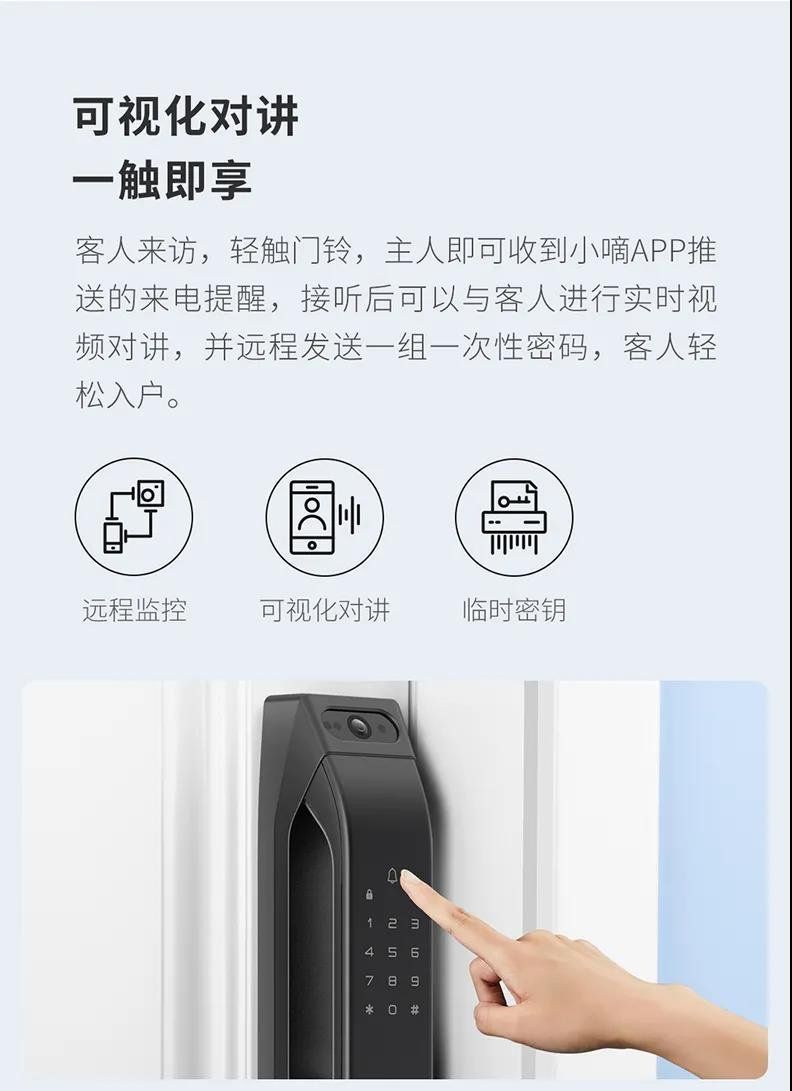 可视化对讲
一触即享
客人来访，轻触门铃，主人即可收到小嘀APP推
送的来电提醒，接听后可以与客人进行实时视
频对讲，并远程发送一组一次性密码，客人轻
松入户。
远程监控 可视化对讲 临时密钥
1 2 3
4 5 6
7 8 9
* 0 #